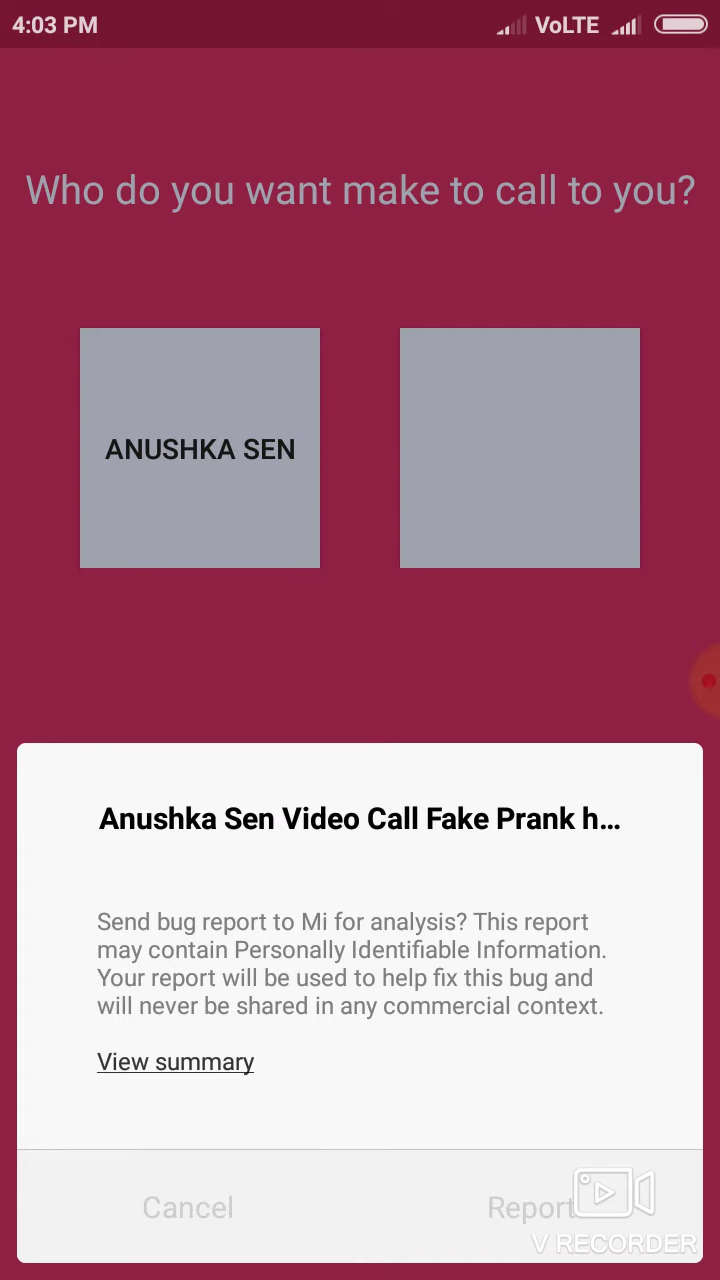 4:03 PM VoLTE
Who do you want make to call to you?
ANUSHKA SEN
Anushka Sen Video Call Fake Prank h...
Send bug report to Mi for analysis? This report
may contain Personally Identifiable Information.
Your report will be used to help fix this bug and
will never be shared in any commercial context.
View summary
Cancel Report
V RECORDER